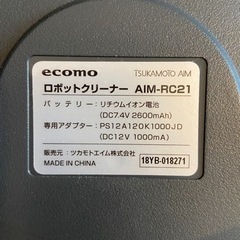 ecomo TSUKAMOTO AIM
ロボットクリーナー AIM-RC21
バッテリー：リチウムイオン電池
(DC7.4V 2600mAh)
専用アダプター：PS12A120K1000JD
(DC12V 1000mA)
販売元：ツカモトエイム株式会社
MADE IN CHINA 18YB-018271